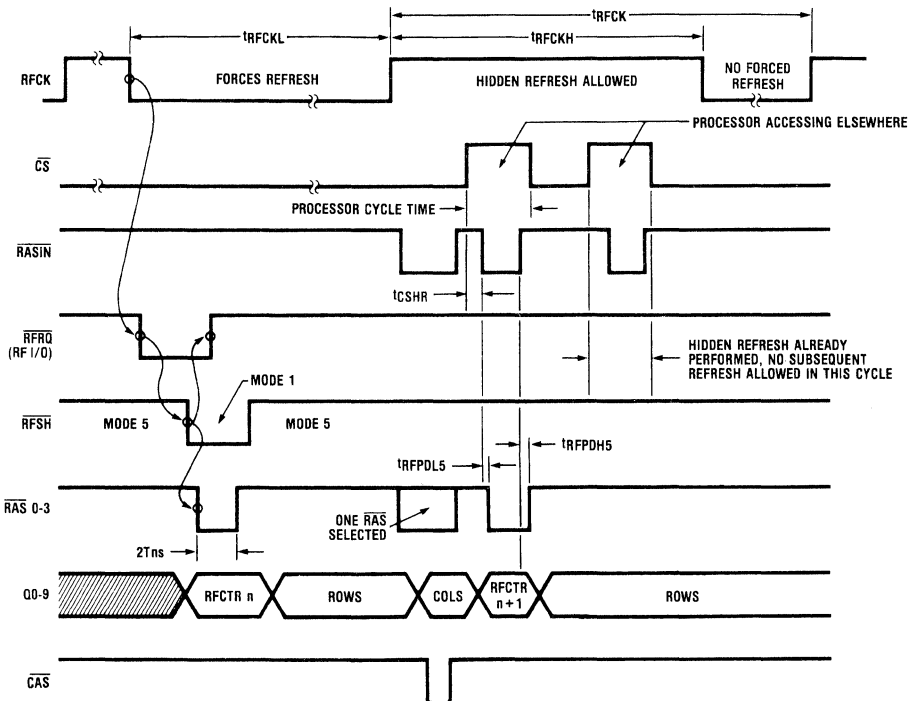 tRFCK
tRFCKL
tRFCKH
RFCK
FORCES REFRESH
HIDDEN REFRESH ALLOWED
NO FORCED
REFRESH
PROCESSOR ACCESSING ELSEWHERE
CS
PROCESSOR CYCLE TIME
RASIN
tCSHR
RFRQ
(RF I/O)
HIDDEN REFRESH ALREADY
PERFORMED, NO SUBSEQUENT
REFRESH ALLOWED IN THIS CYCLE
MODE 1
RFSH
MODE 5
MODE 5
tRFPDL5
tRFPDH5
RAS 0-3
ONE RAS
SELECTED
2Tns
Q0-9
RFCTR n
ROWS
COLS
RFCTR
n+1
ROWS
CAS